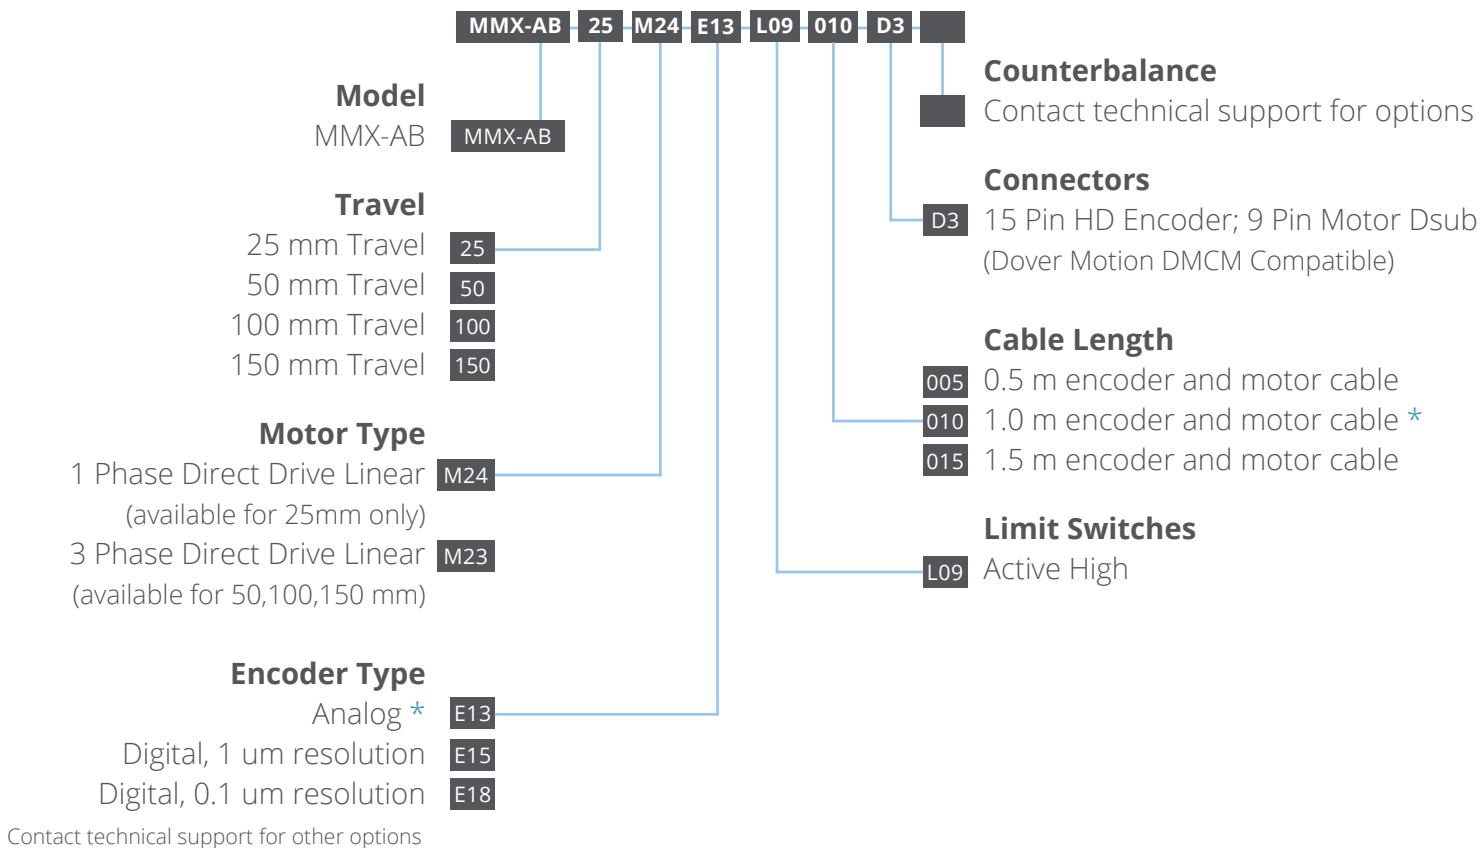 MMX-AB 25 M24 E13 L09 010 D3
Model
MMX-AB MMX-AB
Travel
25 mm Travel 25
50 mm Travel 50
100 mm Travel 100
150 mm Travel 150
Motor Type
1 Phase Direct Drive Linear M24
(available for 25mm only)
3 Phase Direct Drive Linear M23
(available for 50,100,150 mm)
Encoder Type
Analog * E13
Digital, 1 um resolution E15
Digital, 0.1 um resolution E18
Contact technical support for other options
Counterbalance
Contact technical support for options
Connectors
D3 15 Pin HD Encoder; 9 Pin Motor Dsub
(Dover Motion DMCM Compatible)
Cable Length
005 0.5 m encoder and motor cable
010 1.0 m encoder and motor cable *
015 1.5 m encoder and motor cable
Limit Switches
L09 Active High